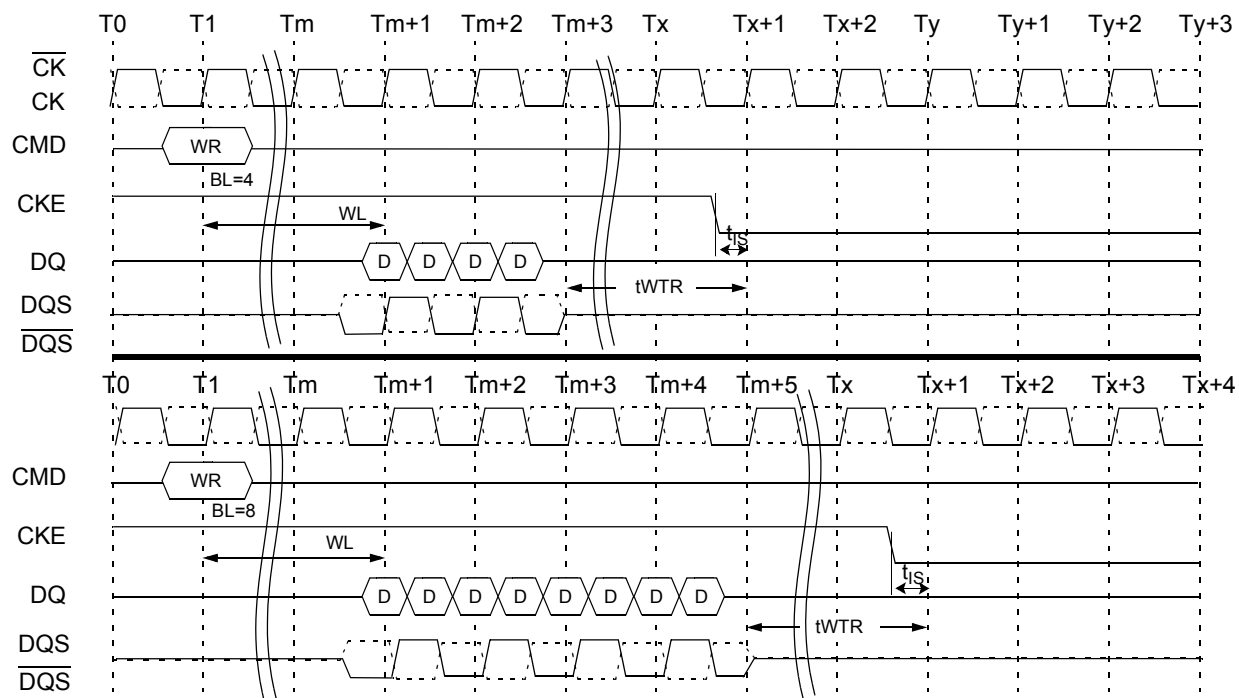 T0 T1 Tm Tm+1 Tm+2 Tm+3 Tx Tx+1 Tx+2 Ty Ty+1 Ty+2 Ty+3
CK
CK
CMD WR
BL=4
CKE
WL
tIS
DQ D D D D
tWTR
DQS
DQS
T0 T1 Tm Tm+1 Tm+2 Tm+3 Tm+4 Tm+5 Tx Tx+1 Tx+2 Tx+3 Tx+4
CMD WR
BL=8
CKE
WL
tIS
DQ D D D D D D D D
tWTR
DQS
DQS